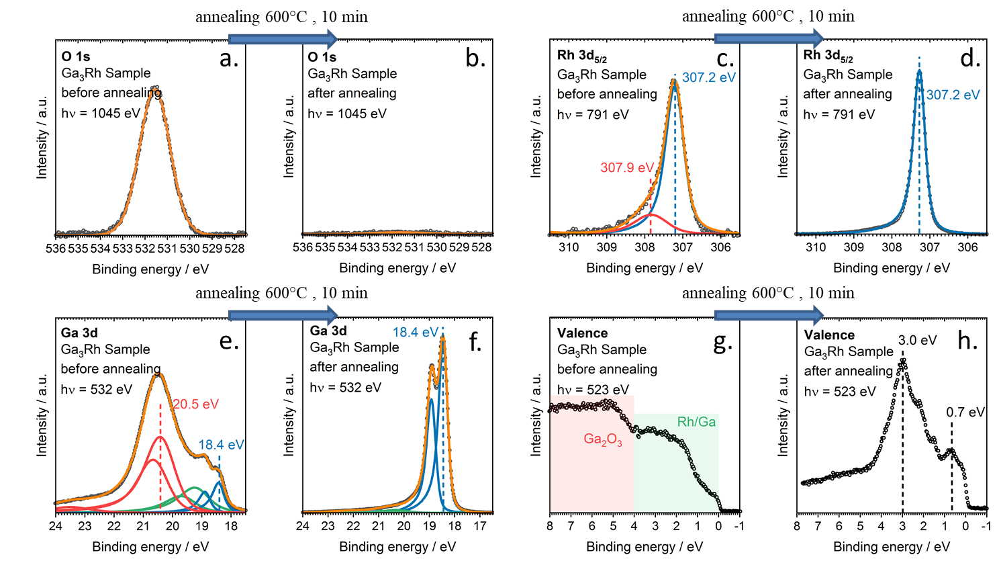 annealing 600°C , 10 min
annealing 600°C , 10 min
O 1s
Ga₃Rh Sample
before annealing
hν = 1045 eV
a.
Intensity / a.u.
536 535 534 533 532 531 530 529 528
Binding energy / eV
O 1s
Ga₃Rh Sample
after annealing
hν = 1045 eV
b.
Intensity / a.u.
536 535 534 533 532 531 530 529 528
Binding energy / eV
Rh 3d₅/₂
Ga₃Rh Sample
before annealing
hν = 791 eV
c.
307.2 eV
307.9 eV
Intensity / a.u.
310 309 308 307 306
Binding energy / eV
Rh 3d₅/₂
Ga₃Rh Sample
after annealing
hν = 791 eV
d.
307.2 eV
Intensity / a.u.
310 309 308 307 306
Binding energy / eV
annealing 600°C , 10 min
annealing 600°C , 10 min
Ga 3d
Ga₃Rh Sample
before annealing
hν = 532 eV
e.
20.5 eV
18.4 eV
Intensity / a.u.
24 23 22 21 20 19 18
Binding energy / eV
Ga 3d
Ga₃Rh Sample
after annealing
hν = 532 eV
f.
18.4 eV
Intensity / a.u.
24 23 22 21 20 19 18 17
Binding energy / eV
Valence
Ga₃Rh Sample
before annealing
hν = 523 eV
g.
Rh/Ga
Ga₂O₃
Intensity / a.u.
8 7 6 5 4 3 2 1 0 -1
Binding energy / eV
Valence
Ga₃Rh Sample
after annealing
hν = 523 eV
h.
3.0 eV
0.7 eV
Intensity / a.u.
8 7 6 5 4 3 2 1 0 -1
Binding energy / eV